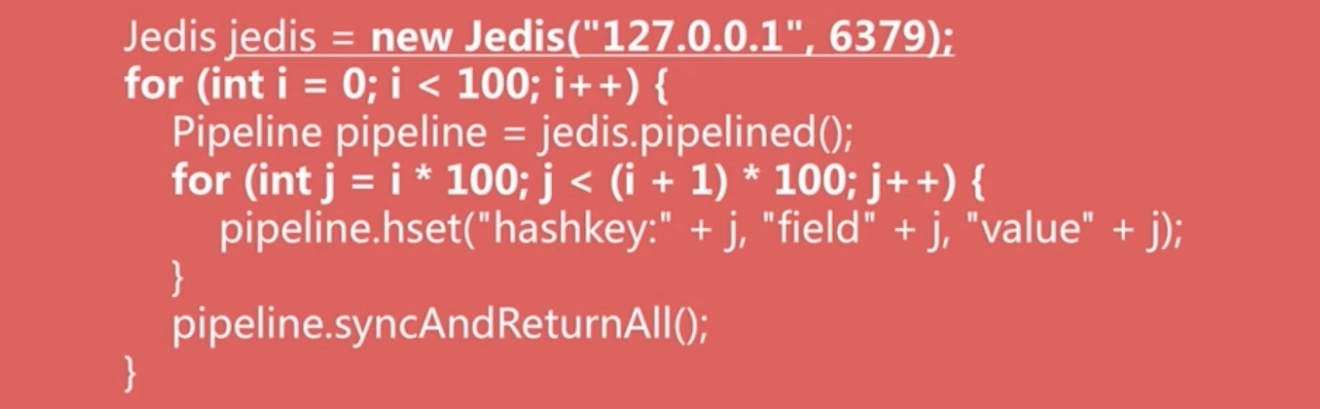 Jedis jedis = new Jedis("127.0.0.1", 6379);
for (int i = 0; i < 100; i++) {
Pipeline pipeline = jedis.pipelined();
for (int j = i * 100; j < (i + 1) * 100; j++) {
pipeline.hset("hashkey:" + j, "field" + j, "value" + j);
}
pipeline.syncAndReturnAll();
}